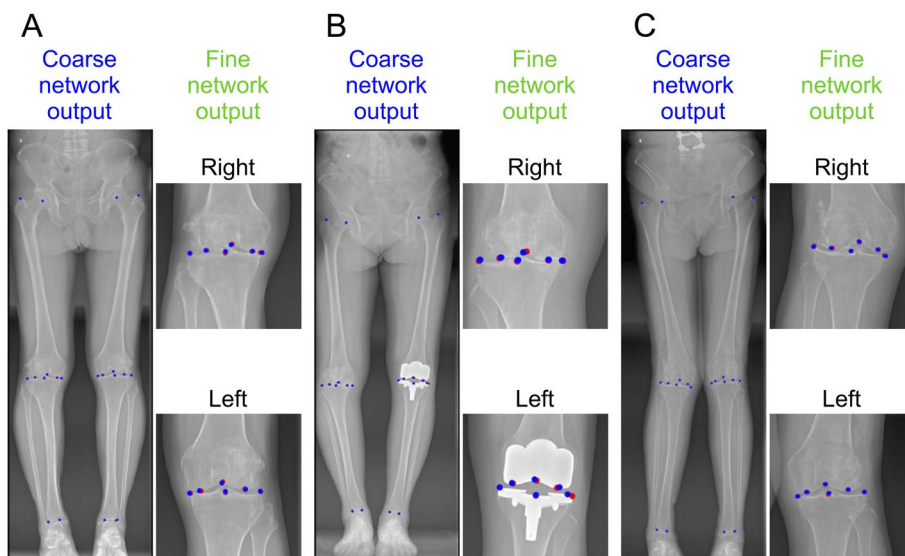 A
Coarse
network
output
Fine
network
output
Right
Left
B
Coarse
network
output
Fine
network
output
Right
Left
C
Coarse
network
output
Fine
network
output
Right
Left